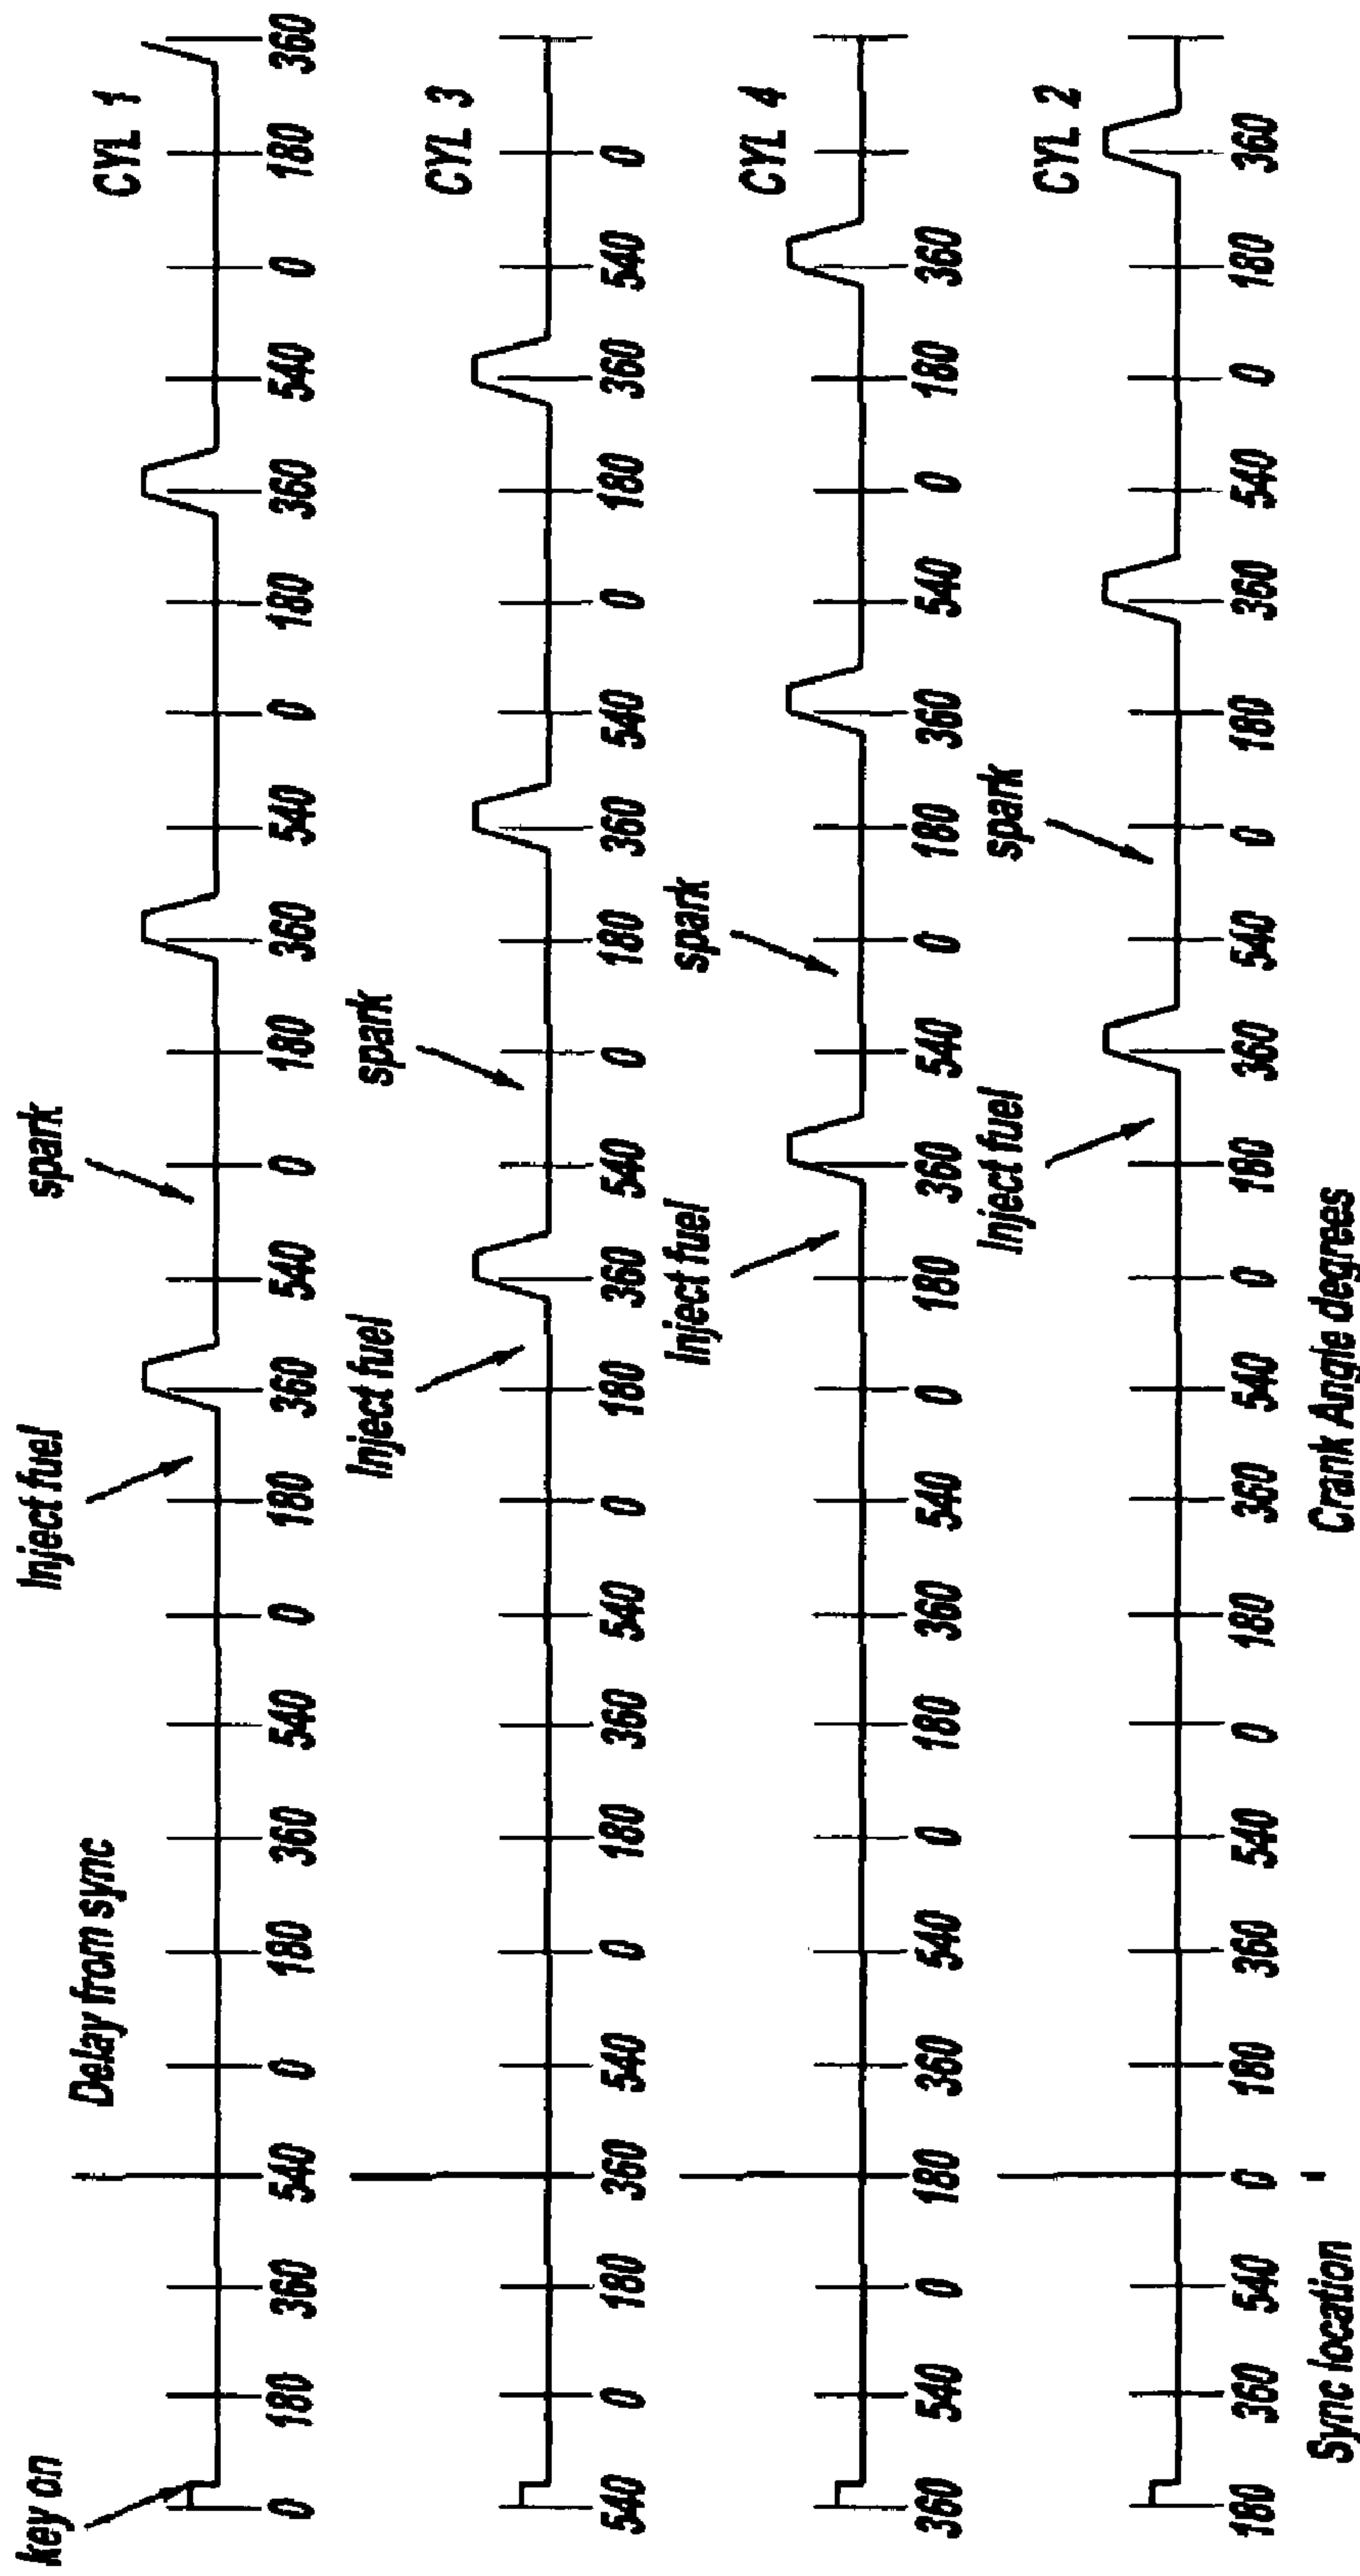 key on Inject fuel spark
Delay from sync CYL 1
0 180 360 540 0 180 360 540 0 180 360 540 0 180 360 540 0 180 360 540 0 180 360
Inject fuel spark
CYL 3
540 0 180 360 540 0 180 360 540 0 180 360 540 0 180 360 540 0 180 360 540 0
Inject fuel spark
CYL 4
360 540 0 180 360 540 0 180 360 540 0 180 360 540 0 180 360 540 0 180 360
Inject fuel spark
CYL 2
180 360 540 0 180 360 540 0 180 360 540 0 180 360 540 0 180 360 540 0 180 360
Sync location Crank Angle degrees